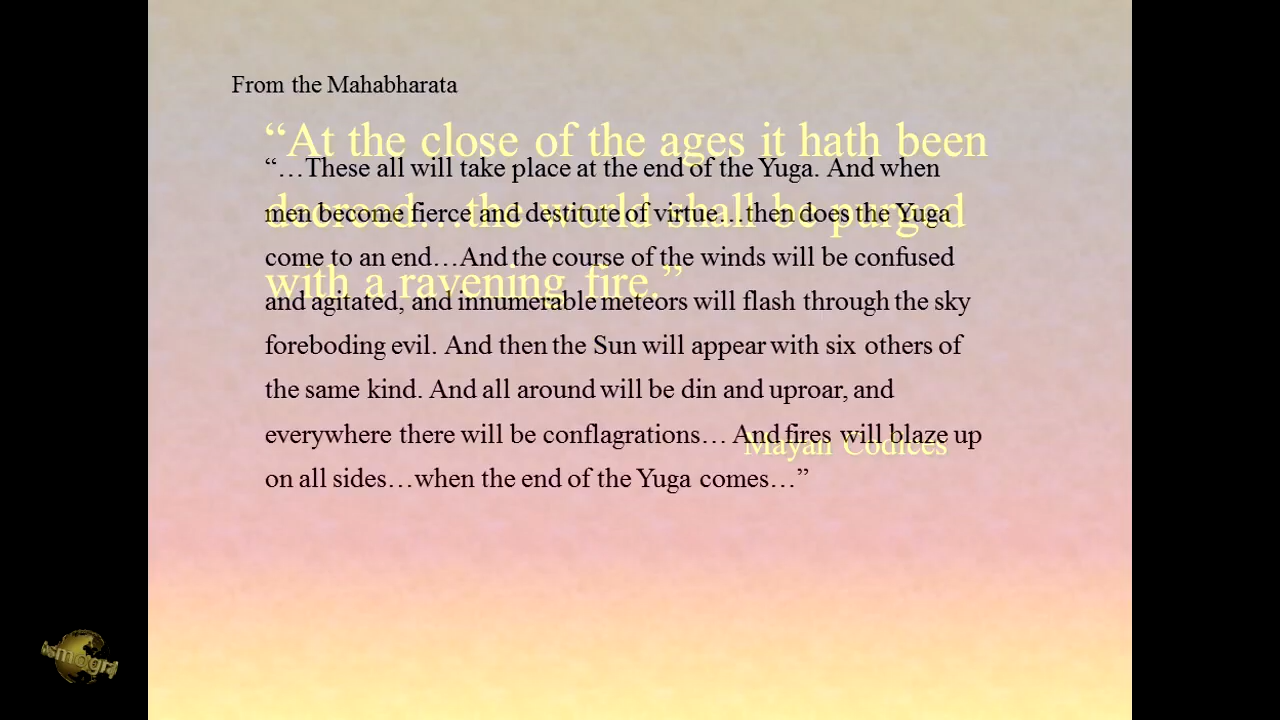 From the Mahabharata
“At the close of the ages it hath been
decreed…the world shall be purged
with a ravening fire.”
Mayan Codices
“…These all will take place at the end of the Yuga. And when
men become fierce and destitute of virtue…then does the Yuga
come to an end…And the course of the winds will be confused
and agitated, and innumerable meteors will flash through the sky
foreboding evil. And then the Sun will appear with six others of
the same kind. And all around will be din and uproar, and
everywhere there will be conflagrations… And fires will blaze up
on all sides…when the end of the Yuga comes…”